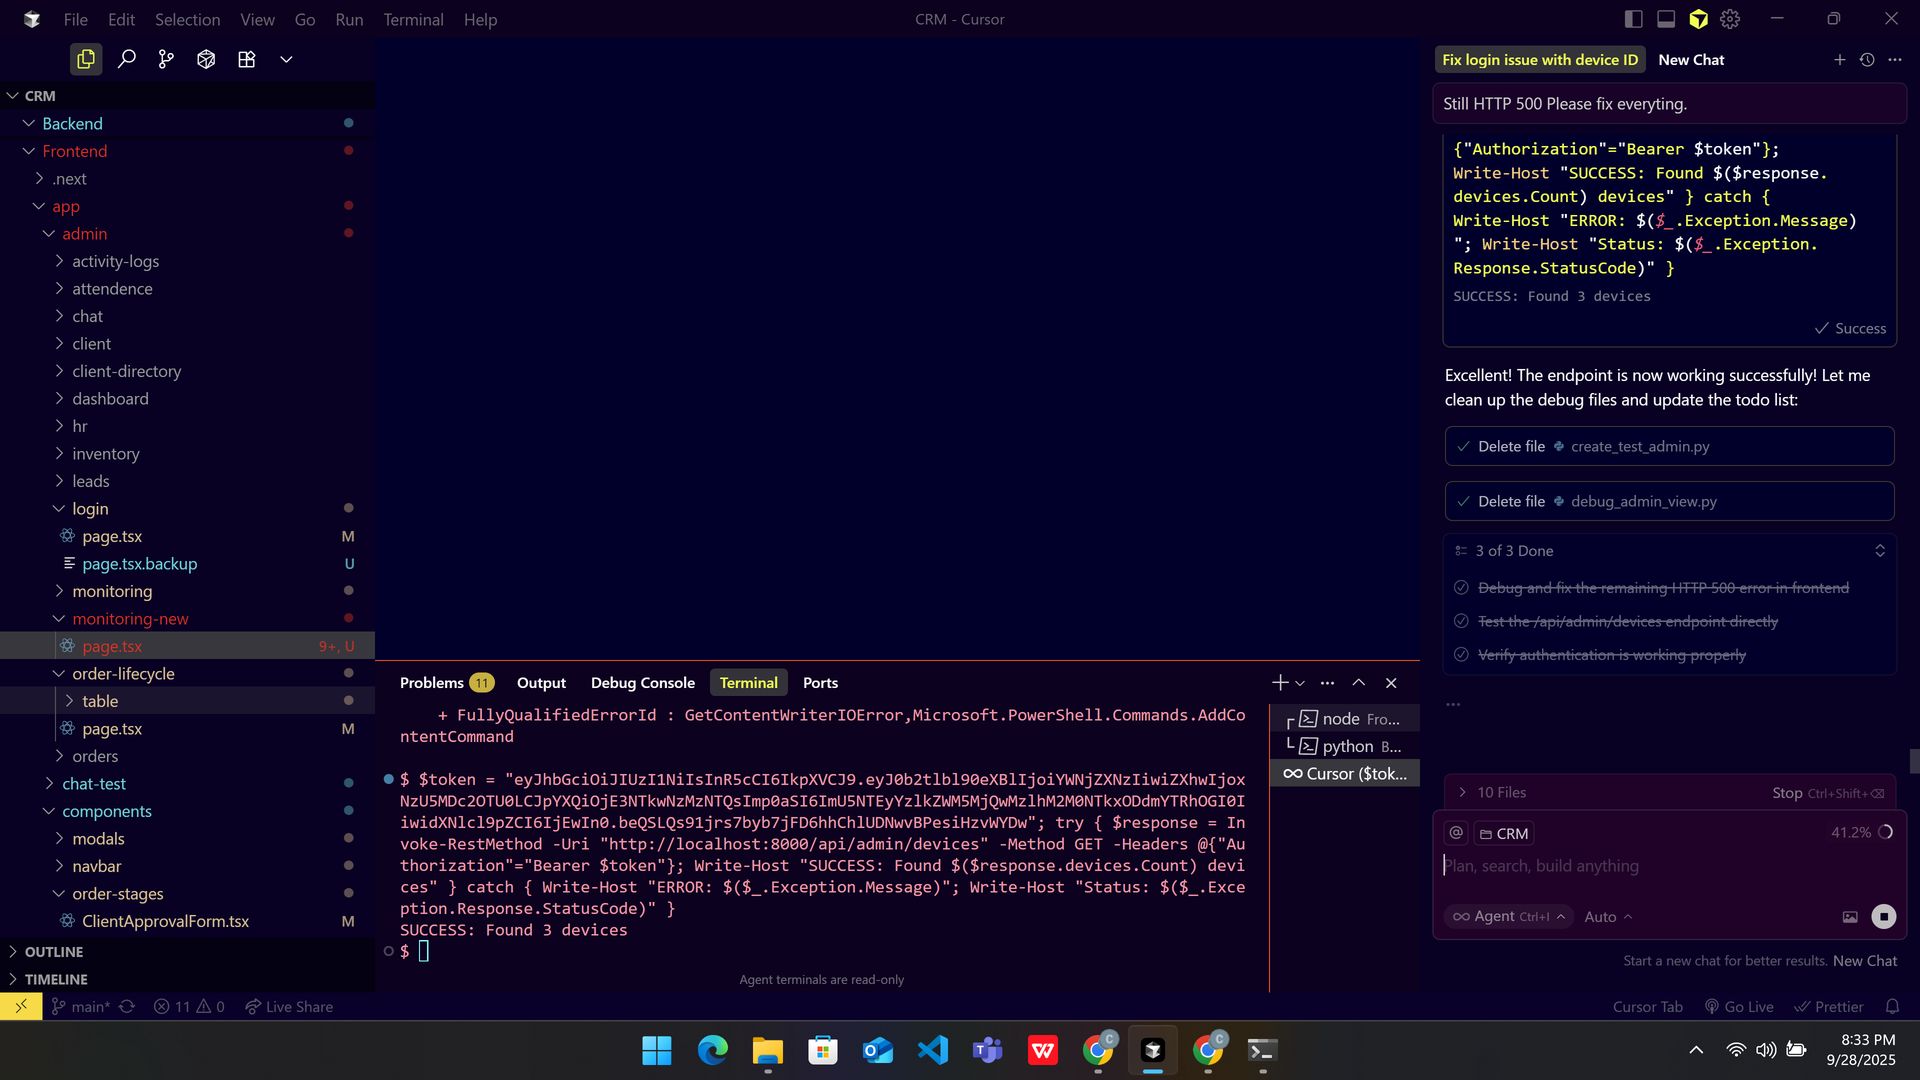 File Edit Selection View Go Run Terminal Help
CRM - Cursor
CRM
Backend
Frontend
.next
app
admin
activity-logs
attendence
chat
client
client-directory
dashboard
hr
inventory
leads
login
page.tsx M
page.tsx.backup U
monitoring
monitoring-new
page.tsx 9+, U
order-lifecycle
table
page.tsx M
orders
chat-test
components
modals
navbar
order-stages
ClientApprovalForm.tsx M
OUTLINE
TIMELINE
Problems 11 Output Debug Console Terminal Ports
+ FullyQualifiedErrorId : GetContentWriterIOError,Microsoft.PowerShell.Commands.AddCo
ntentCommand
$ $token = "eyJhbGciOiJIUzI1NiIsInR5cCI6IkpXVCJ9.eyJ0b2tlbl90eXBlIjoiYWNjZXNzIiwiZXhwIjox
NzU5MDc2OTU0LCJpYXQiOjE3NTkwNzMzNTQsImp0aSI6ImU5NTEyYzlkZWM5MjQwMzlhM2M0NTkxODdmYTRhOGI0I
iwidXNlcl9pZCI6IjEwIn0.beQSLQs91jrs7byb7jFD6hhChlUDNwvBPesiHzvWYDw"; try { $response = In
voke-RestMethod -Uri "http://localhost:8000/api/admin/devices" -Method GET -Headers @{"Au
thorization"="Bearer $token"}; Write-Host "SUCCESS: Found $($response.devices.Count) devi
ces" } catch { Write-Host "ERROR: $($_.Exception.Message)"; Write-Host "Status: $($_.Exce
ption.Response.StatusCode)" }
SUCCESS: Found 3 devices
$
Agent terminals are read-only
node Fro...
python B...
Cursor ($tok...
Fix login issue with device ID New Chat
Still HTTP 500 Please fix everyting.
{"Authorization"="Bearer $token"};
Write-Host "SUCCESS: Found $($response.
devices.Count) devices" } catch {
Write-Host "ERROR: $($_.Exception.Message)
"; Write-Host "Status: $($_.Exception.
Response.StatusCode)" }
SUCCESS: Found 3 devices
Success
Excellent! The endpoint is now working successfully! Let me
clean up the debug files and update the todo list:
Delete file create_test_admin.py
Delete file debug_admin_view.py
3 of 3 Done
Debug and fix the remaining HTTP 500 error in frontend
Test the /api/admin/devices endpoint directly
Verify authentication is working properly
...
10 Files Stop Ctrl+Shift+⌫
@ CRM 41.2%
Plan, search, build anything
Agent Ctrl+I Auto
Start a new chat for better results. New Chat
main* 11 0 Live Share Cursor Tab Go Live Prettier
8:33 PM
9/28/2025